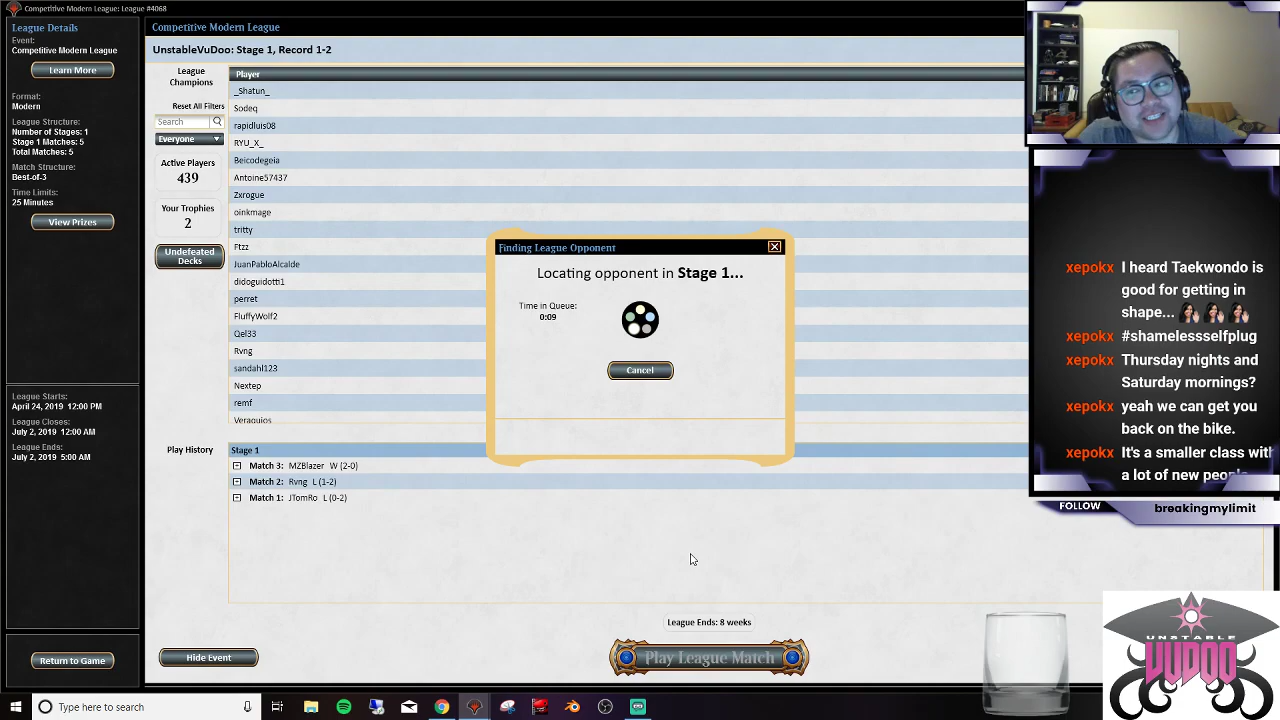 Competitive Modern League: League #4068
League Details
Event:
Competitive Modern League
Learn More
Format:
Modern
League Structure:
Number of Stages: 1
Stage 1 Matches: 5
Total Matches: 5
Match Structure:
Best-of-3
Time Limits:
25 Minutes
View Prizes
League Starts:
April 24, 2019 12:00 PM
League Closes:
July 2, 2019 12:00 AM
League Ends:
July 2, 2019 5:00 AM
Return to Game
Competitive Modern League
UnstableVuDoo: Stage 1, Record 1-2
League
Champions
Reset All Filters
Search
Everyone
Active Players
439
Your Trophies
2
Undefeated
Decks
Player
_Shatun_
Sodeq
rapidluis08
RYU_X_
Beicodegeia
Antoine57437
Zxrogue
oinkmage
tritty
Ftzz
JuanPabloAlcalde
didoguidotti1
perret
FluffyWolf2
Qel33
Rvng
sandahl123
Nextep
remf
Veraquios
Finding League Opponent
Locating opponent in Stage 1...
Time in Queue:
0:09
Cancel
Play History
Stage 1
Match 3: MZBlazer W (2-0)
Match 2: Rvng L (1-2)
Match 1: JTomRo L (0-2)
League Ends: 8 weeks
Hide Event
Play League Match
xepokx I heard Taekwondo is
good for getting in
shape...
xepokx #shamelessselfplug
xepokx Thursday nights and
Saturday mornings?
xepokx yeah we can get you
back on the bike.
xepokx It's a smaller class with
a lot of new people
FOLLOW breakingmylimit
UNSTABLE
VUDOO
Type here to search